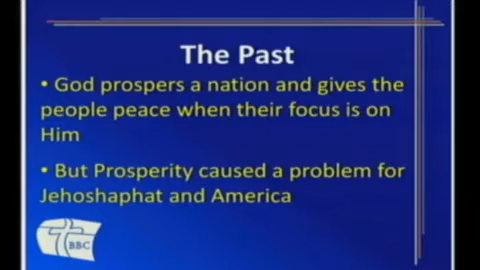 The Past
• God prospers a nation and gives the
people peace when their focus is on
Him
• But Prosperity caused a problem for
Jehoshaphat and America
BBC